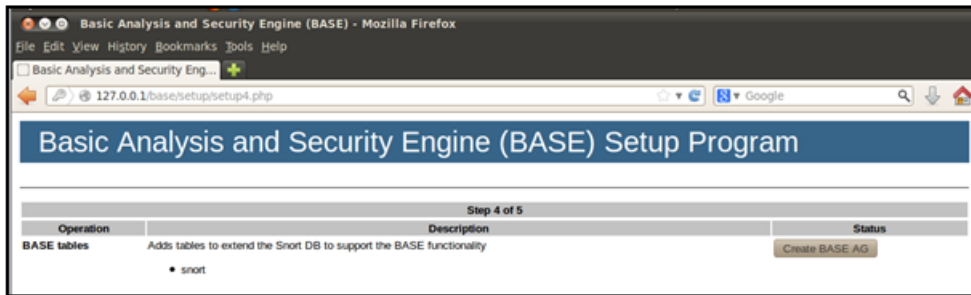 Basic Analysis and Security Engine (BASE) - Mozilla Firefox
File Edit View History Bookmarks Tools Help
Basic Analysis and Security Eng...
127.0.0.1/base/setup/setup4.php Google
Basic Analysis and Security Engine (BASE) Setup Program
Step 4 of 5
Operation Description Status
BASE tables Adds tables to extend the Snort DB to support the BASE functionality Create BASE AG
• snort